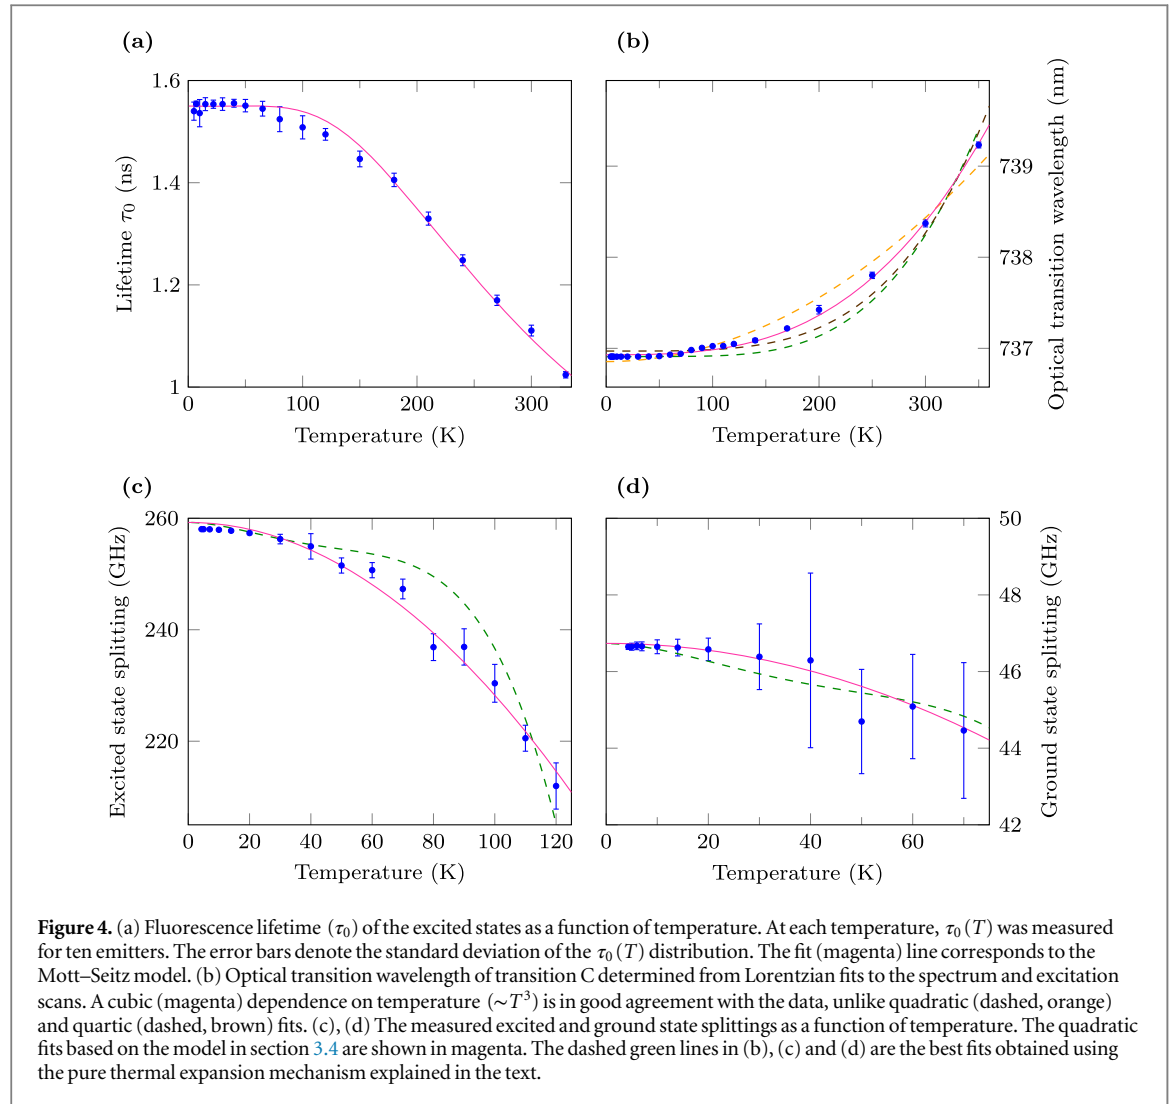 (a)
(b)
1.6
1.4
1.2
1
0
100
200
300
Lifetime τ₀ (ns)
Temperature (K)
739
738
737
0
100
200
300
Optical transition wavelength (nm)
Temperature (K)
(c)
(d)
260
240
220
0
20
40
60
80
100
120
Excited state splitting (GHz)
Temperature (K)
50
48
46
44
42
0
20
40
60
Ground state splitting (GHz)
Temperature (K)
Figure 4. (a) Fluorescence lifetime (τ₀) of the excited states as a function of temperature. At each temperature, τ₀(T) was measured
for ten emitters. The error bars denote the standard deviation of the τ₀(T) distribution. The fit (magenta) line corresponds to the
Mott–Seitz model. (b) Optical transition wavelength of transition C determined from Lorentzian fits to the spectrum and excitation
scans. A cubic (magenta) dependence on temperature (∼T³) is in good agreement with the data, unlike quadratic (dashed, orange)
and quartic (dashed, brown) fits. (c), (d) The measured excited and ground state splittings as a function of temperature. The quadratic
fits based on the model in section 3.4 are shown in magenta. The dashed green lines in (b), (c) and (d) are the best fits obtained using
the pure thermal expansion mechanism explained in the text.